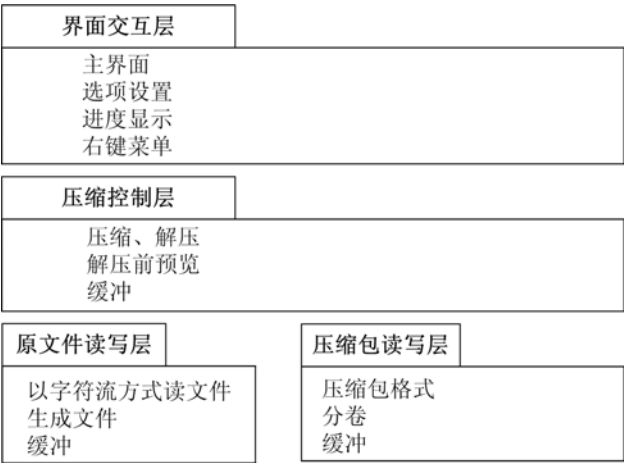 界面交互层
主界面
选项设置
进度显示
右键菜单
压缩控制层
压缩、解压
解压前预览
缓冲
原文件读写层
以字符流方式读文件
生成文件
缓冲
压缩包读写层
压缩包格式
分卷
缓冲